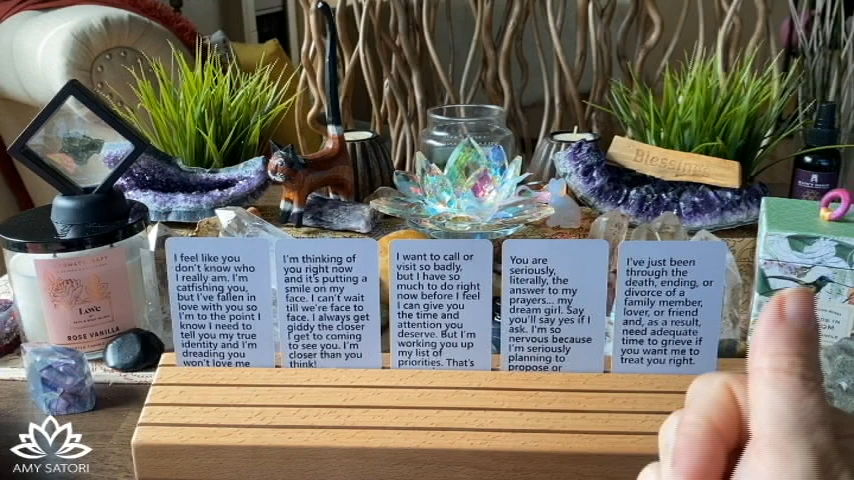 Blessings
Love
ROSE VANILLA
I feel like you
don't know who
I really am. I'm
catfishing you,
but I've fallen in
love with you so
I'm to the point I
know I need to
tell you my true
identity and I'm
dreading you
won't love me
I'm thinking of
you right now
and it's putting a
smile on my
face. I can't wait
till we're face to
face. I always get
giddy the closer
I get to coming
to see you. I'm
closer than you
think!
I want to call or
visit so badly,
but I have so
much to do right
now before I feel
I can give you
the time and
attention you
deserve. But I'm
working you up
my list of
priorities. That's
You are
seriously,
literally, the
answer to my
prayers... my
dream girl. Say
you'll say yes if I
ask. I'm so
nervous because
I'm seriously
planning to
propose or
I've just been
through the
death, ending, or
divorce of a
family member,
lover, or friend
and, as a result,
need adequate
time to grieve if
you want me to
treat you right.
AMY SATORI